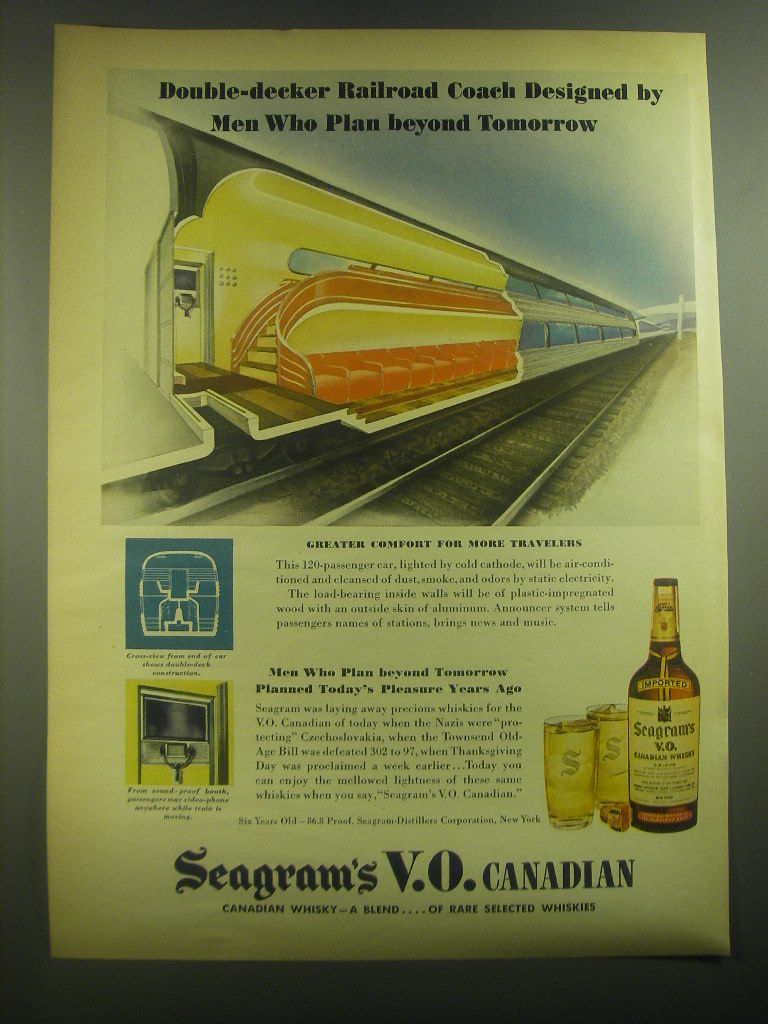 Double-decker Railroad Coach Designed by
Men Who Plan beyond Tomorrow
GREATER COMFORT FOR MORE TRAVELERS
This 120-passenger car, lighted by cold cathode, will be air-condi-
tioned and cleansed of dust, smoke, and odors by static electricity.
The load-bearing inside walls will be of plastic-impregnated
wood with an outside skin of aluminum. Announcer system tells
passengers names of stations, brings news and music.
Cross-view from end of car
shows double-deck
construction.
Men Who Plan beyond Tomorrow
Planned Today's Pleasure Years Ago
Seagram was laying away precious whiskies for the
V.O. Canadian of today when the Nazis were "pro-
tecting" Czechoslovakia, when the Townsend Old-
Age Bill was defeated 302 to 97, when Thanksgiving
Day was proclaimed a week earlier...Today you
can enjoy the mellowed lightness of these same
whiskies when you say, "Seagram's V.O. Canadian."
From sound-proof booth,
passengers may video-phone
anywhere while train is
moving.
Six Years Old—86.8 Proof. Seagram-Distillers Corporation, New York
S
S
IMPORTED
Seagram's
V.O.
CANADIAN WHISKY
Seagram's V.O. CANADIAN
CANADIAN WHISKY—A BLEND....OF RARE SELECTED WHISKIES